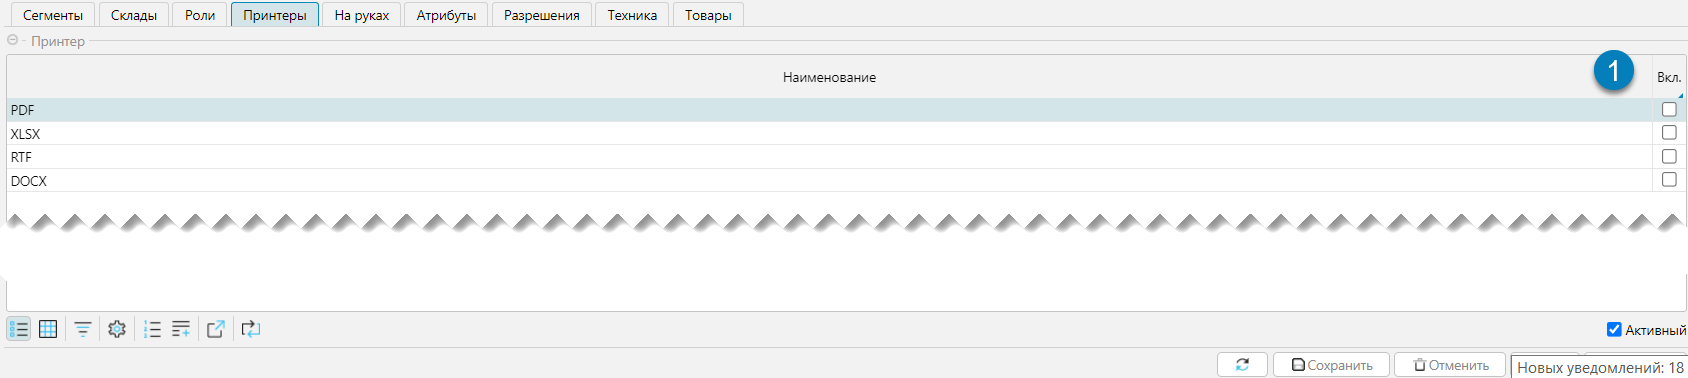 Сегменты Склады Роли Принтеры На руках Атрибуты Разрешения Техника Товары
Принтер
Наименование 1 Вкл.
PDF
XLSX
RTF
DOCX
Активный
Сохранить Отменить Новых уведомлений: 18